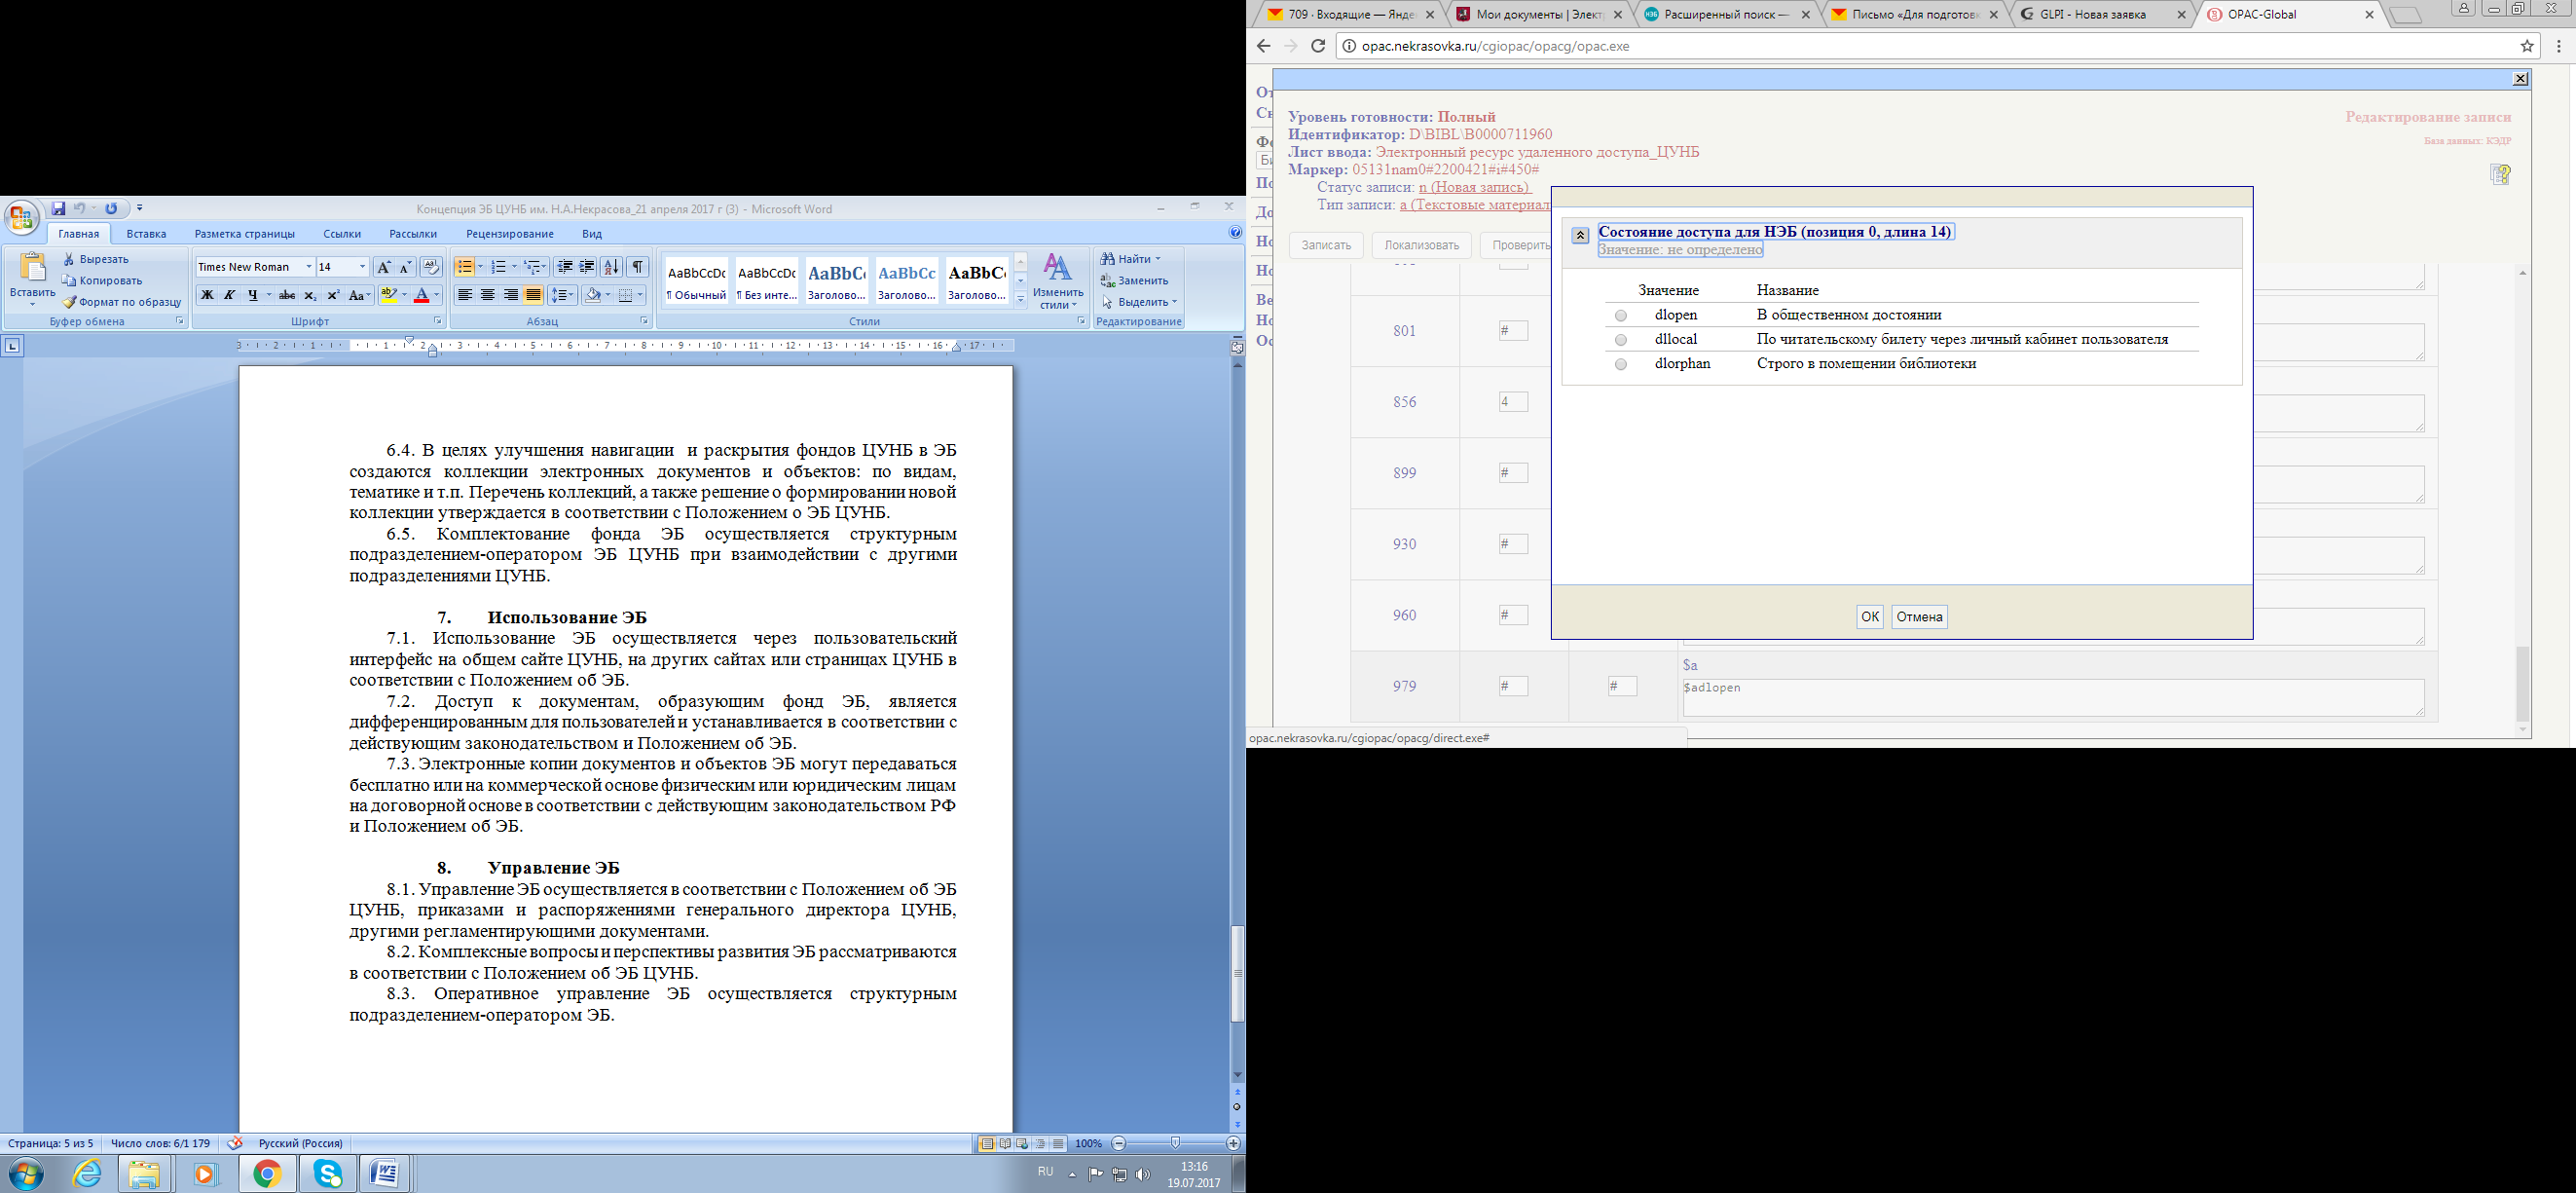 Концепция ЭБ ЦУНБ им. Н.А.Некрасова_21 апреля 2017 г (3) - Microsoft Word
Главная Вставка Разметка страницы Ссылки Рассылки Рецензирование Вид
Вставить
Вырезать
Копировать
Формат по образцу
Буфер обмена
Times New Roman 14
Ж К Ч abc x₂ x² Aa
Шрифт
Абзац
AaBbCcDc AaBbCcDc AaBbC AaBbCc AaBbC
¶ Обычный ¶ Без инте... Заголово... Заголово... Заголово...
Изменить стили
Стили
Найти
Заменить
Выделить
Редактирование
6.4. В целях улучшения навигации и раскрытия фондов ЦУНБ в ЭБ
создаются коллекции электронных документов и объектов: по видам,
тематике и т.п. Перечень коллекций, а также решение о формировании новой
коллекции утверждается в соответствии с Положением о ЭБ ЦУНБ.
6.5. Комплектование фонда ЭБ осуществляется структурным
подразделением-оператором ЭБ ЦУНБ при взаимодействии с другими
подразделениями ЦУНБ.
7. Использование ЭБ
7.1. Использование ЭБ осуществляется через пользовательский
интерфейс на общем сайте ЦУНБ, на других сайтах или страницах ЦУНБ в
соответствии с Положением об ЭБ.
7.2. Доступ к документам, образующим фонд ЭБ, является
дифференцированным для пользователей и устанавливается в соответствии с
действующим законодательством и Положением об ЭБ.
7.3. Электронные копии документов и объектов ЭБ могут передаваться
бесплатно или на коммерческой основе физическим или юридическим лицам
на договорной основе в соответствии с действующим законодательством РФ
и Положением об ЭБ.
8. Управление ЭБ
8.1. Управление ЭБ осуществляется в соответствии с Положением об ЭБ
ЦУНБ, приказами и распоряжениями генерального директора ЦУНБ,
другими регламентирующими документами.
8.2. Комплексные вопросы и перспективы развития ЭБ рассматриваются
в соответствии с Положением об ЭБ ЦУНБ.
8.3. Оперативное управление ЭБ осуществляется структурным
подразделением-оператором ЭБ.
Страница: 5 из 5 Число слов: 6/1 179 Русский (Россия) 100%
RU 13:16
19.07.2017
709 · Входящие — Янде Мои документы | Элект Расширенный поиск — Письмо «Для подготовк GLPI - Новая заявка OPAC-Global
opac.nekrasovka.ru/cgiopac/opacg/opac.exe
Уровень готовности: Полный
Идентификатор: D\BIBL\B0000711960
Лист ввода: Электронный ресурс удаленного доступа_ЦУНБ
Маркер: 05131nam0#2200421#i#450#
Статус записи: n (Новая запись)
Тип записи: a (Текстовые материал
Редактирование записи
База данных: КЭДР
Записать Локализовать Проверить
Состояние доступа для НЭБ (позиция 0, длина 14)
Значение: не определено
Значение Название
dlopen В общественном достоянии
dllocal По читательскому билету через личный кабинет пользователя
dlorphan Строго в помещении библиотеки
OK Отмена
801 #
856 4
899 #
930 #
960 #
979 # # $a
$adlopen
opac.nekrasovka.ru/cgiopac/opacg/direct.exe#